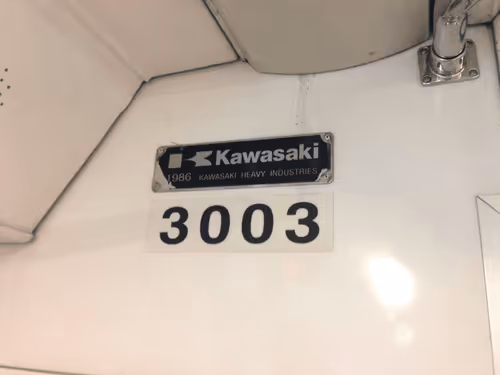 Kawasaki
1986 KAWASAKI HEAVY INDUSTRIES
3003